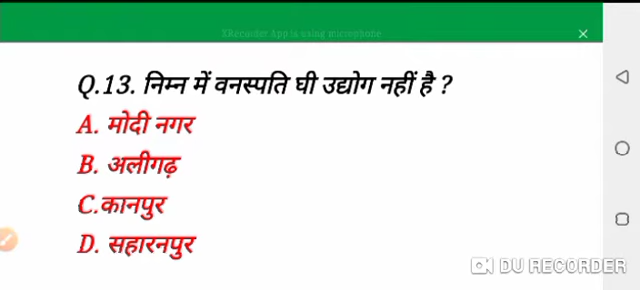 XRecorder App is using microphone
Q.13. निम्न में वनस्पति घी उद्योग नहीं है ?
A. मोदी नगर
B. अलीगढ़
C.कानपुर
D. सहारनपुर
DU RECORDER